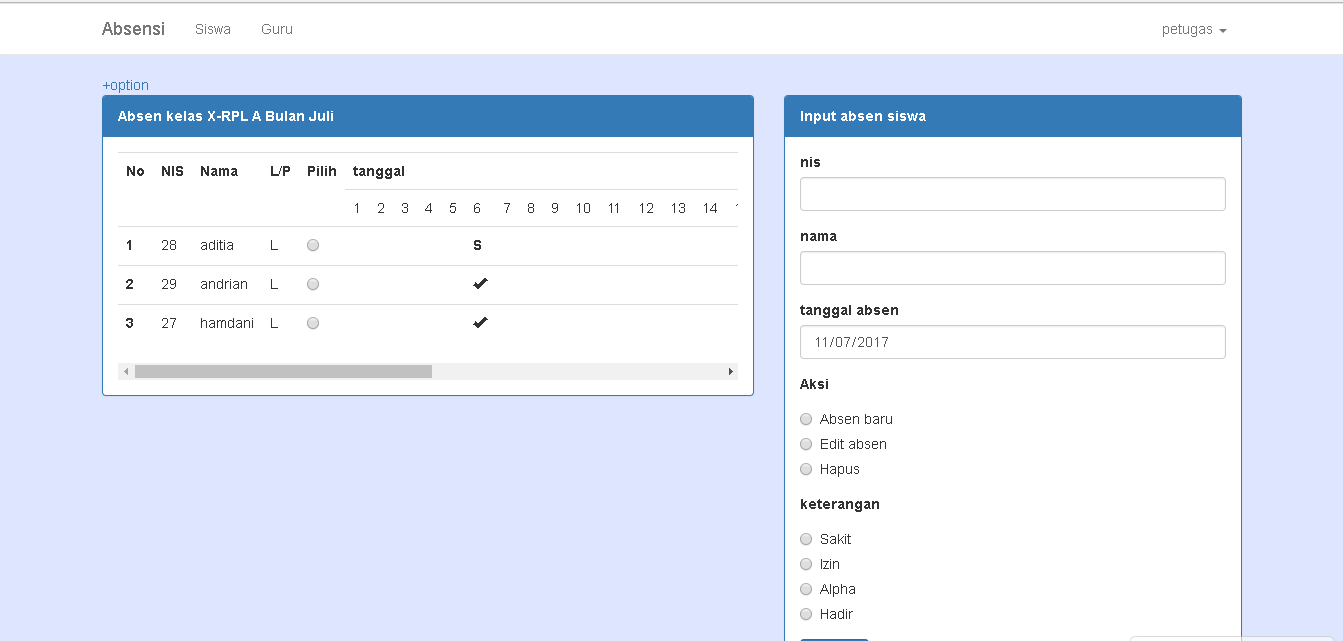 Absensi Siswa Guru petugas
+option
Absen kelas X-RPL A Bulan Juli
No NIS Nama L/P Pilih tanggal
1 2 3 4 5 6 7 8 9 10 11 12 13 14
1 28 aditia L S
2 29 andrian L ✔
3 27 hamdani L ✔
Input absen siswa
nis
nama
tanggal absen
11/07/2017
Aksi
Absen baru
Edit absen
Hapus
keterangan
Sakit
Izin
Alpha
Hadir